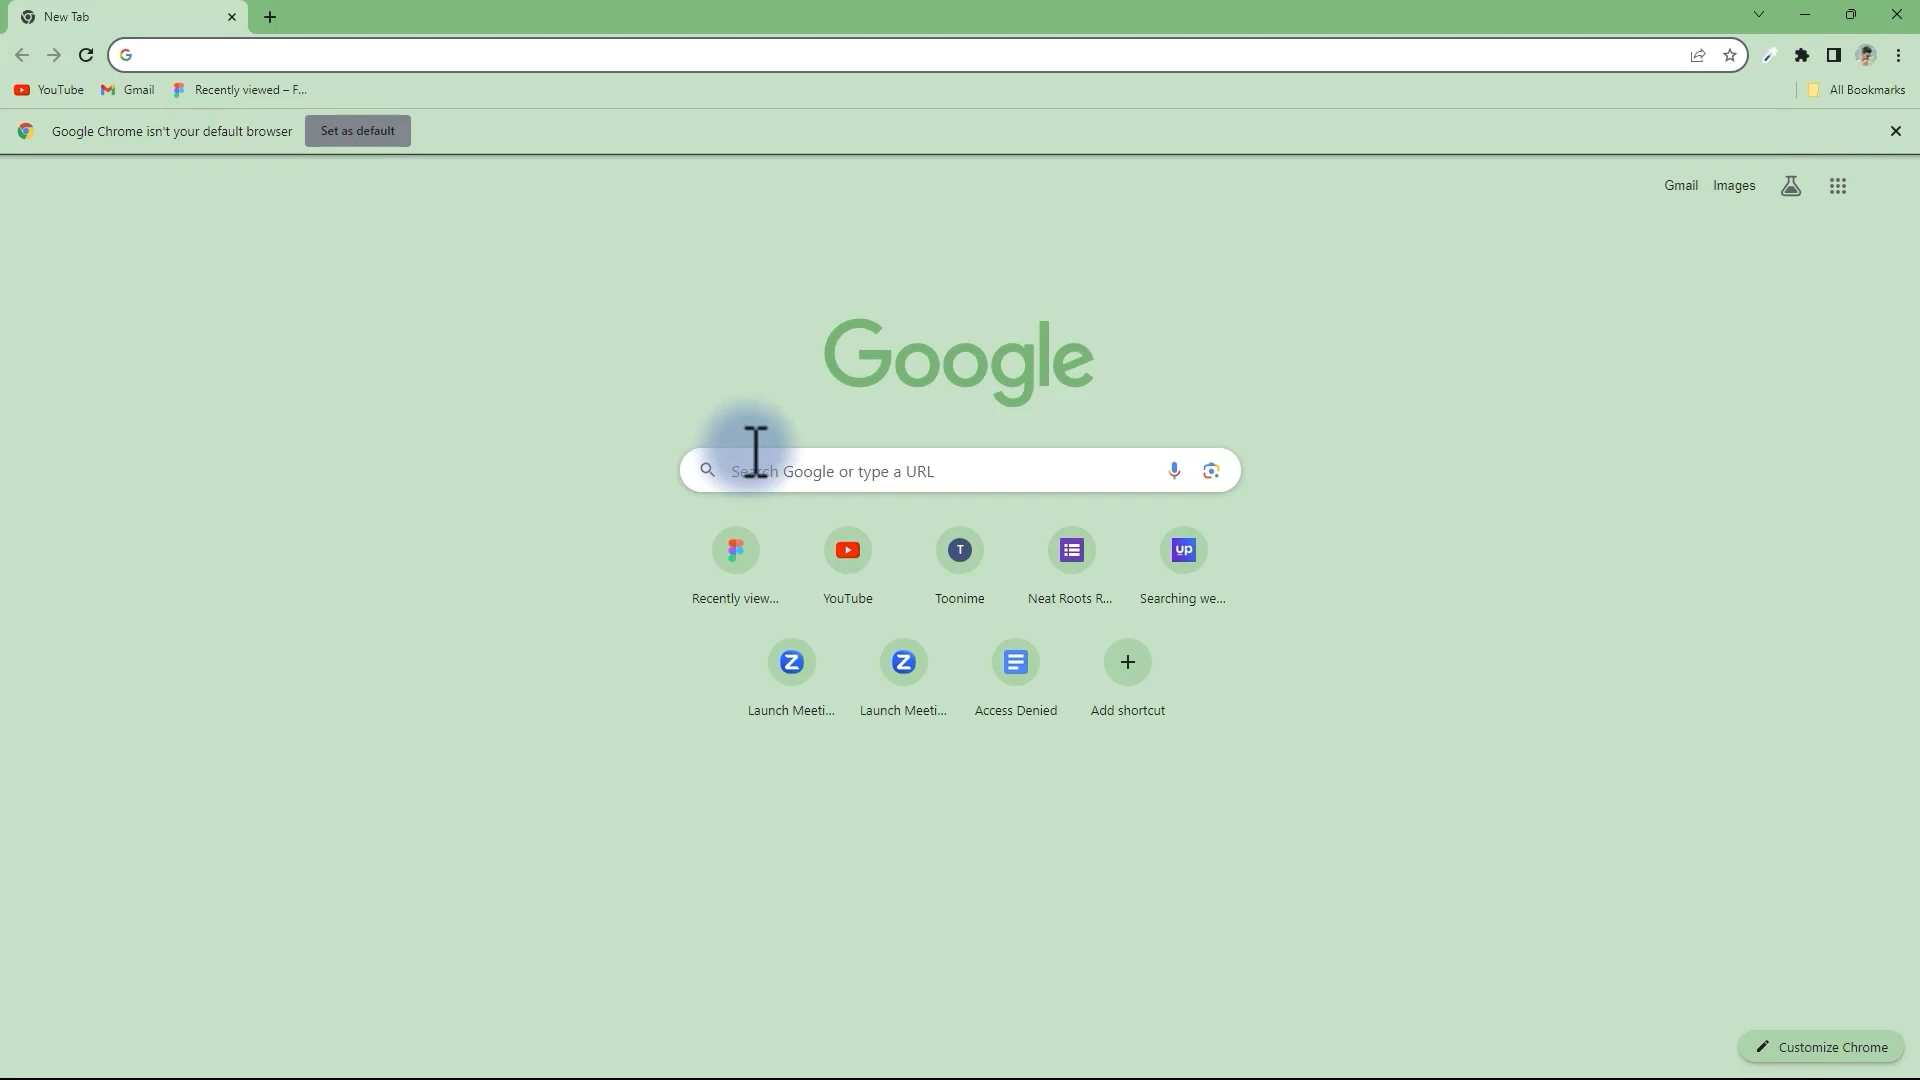 New Tab
YouTube Gmail Recently viewed – F... All Bookmarks
Google Chrome isn't your default browser Set as default
Gmail Images
Google
Search Google or type a URL
Recently view... YouTube T Toonime Neat Roots R... up Searching we...
Launch Meeti... Launch Meeti... Access Denied Add shortcut
Customize Chrome